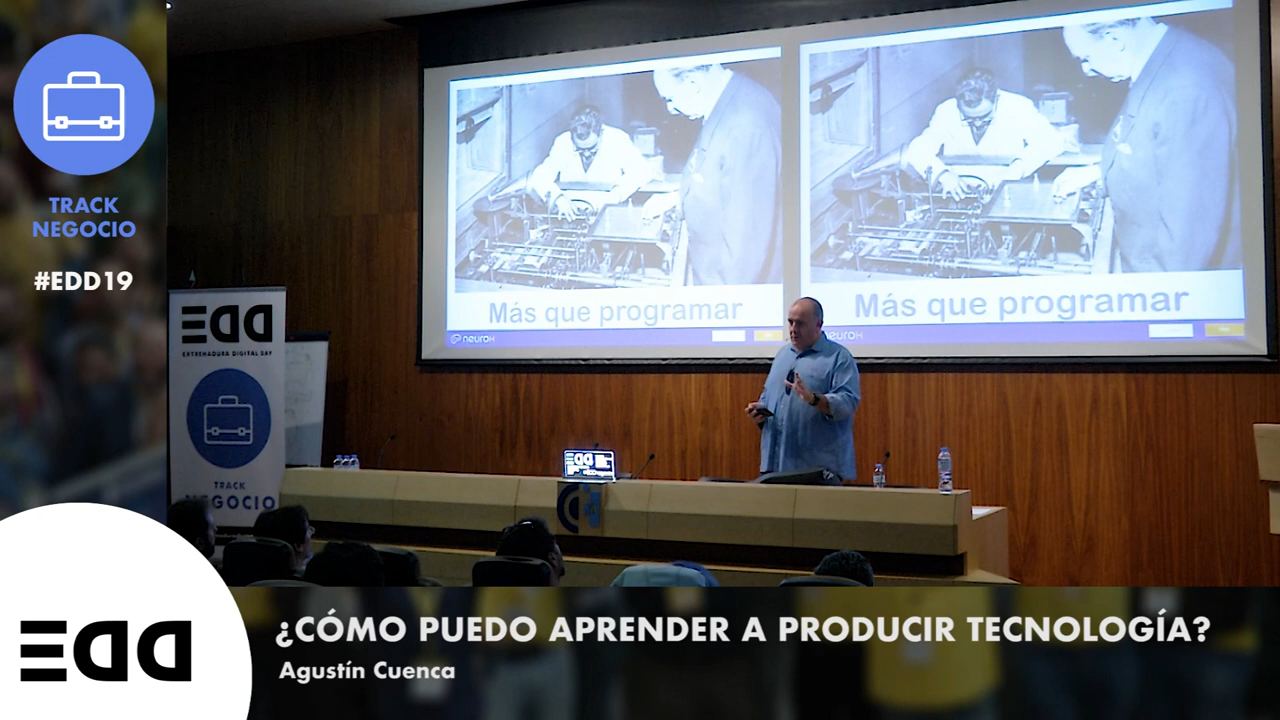 TRACK
NEGOCIO
#EDD19
EDD
EXTREMADURA DIGITAL DAY
TRACK
NEGOCIO
Más que programar
neurok
Más que programar
neurok
EDD
EDD
¿CÓMO PUEDO APRENDER A PRODUCIR TECNOLOGÍA?
Agustín Cuenca